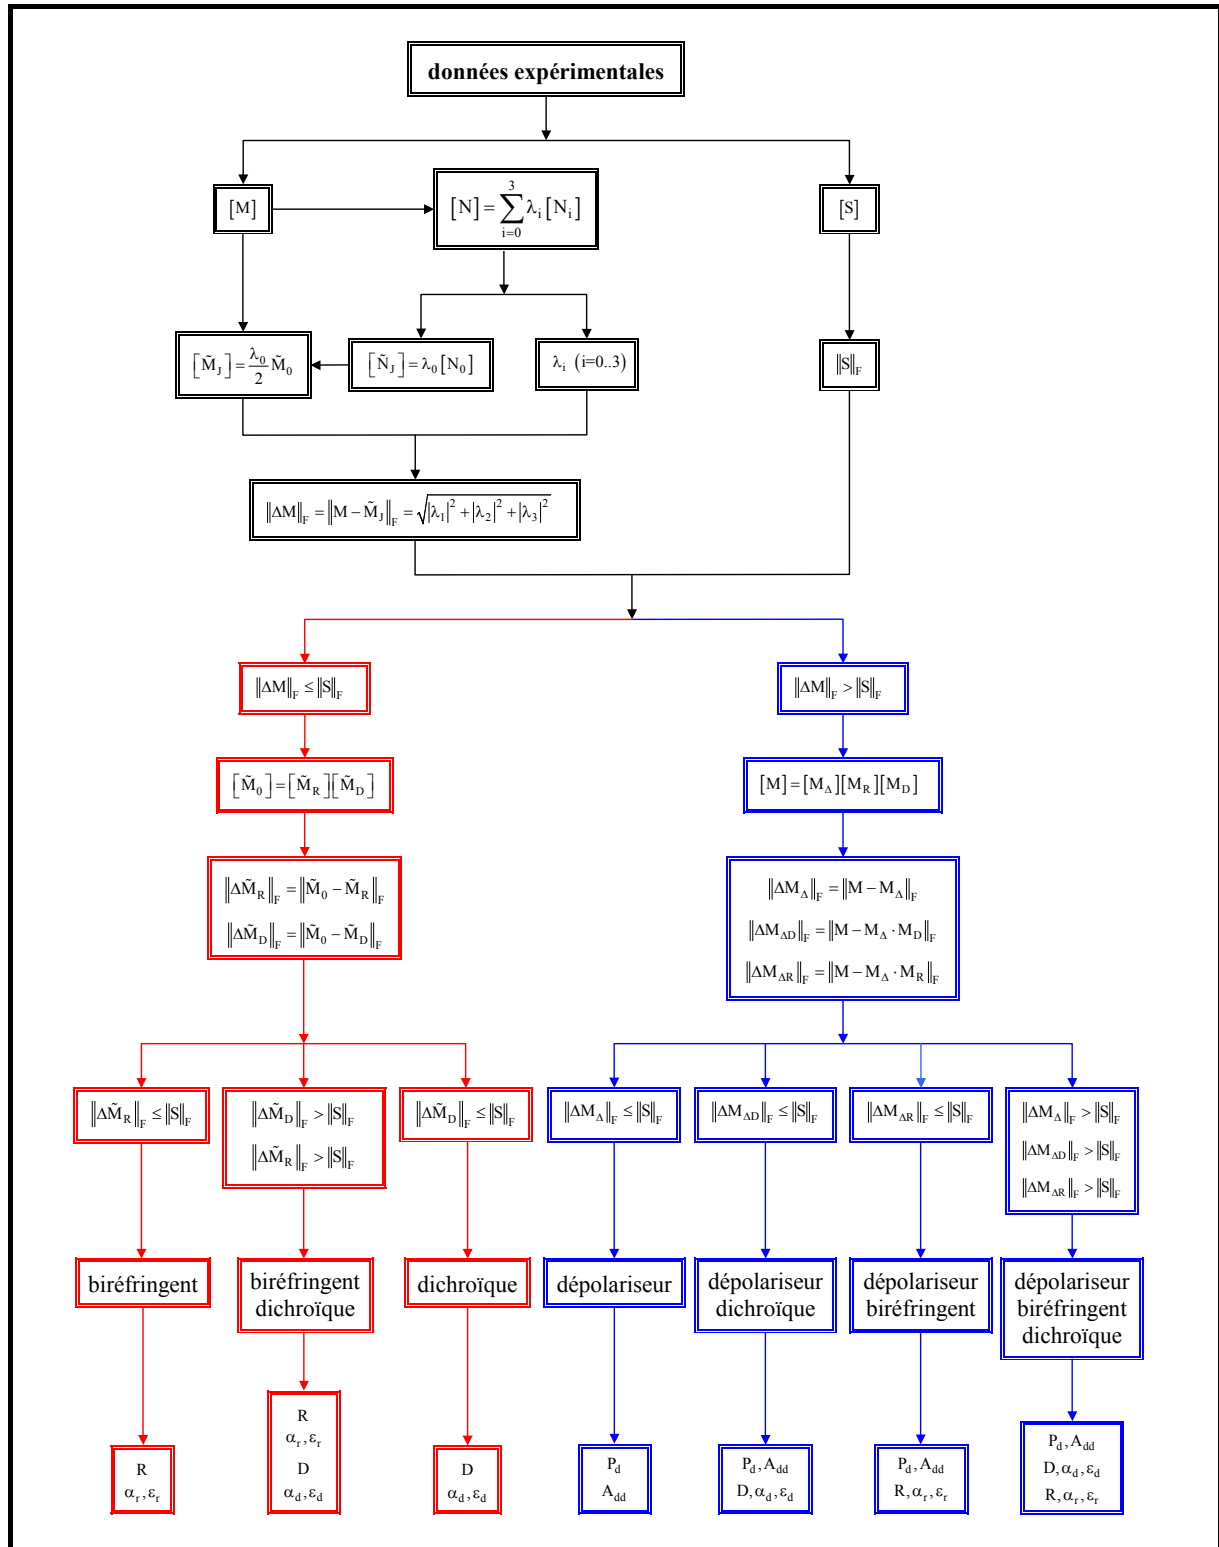 données expérimentales
[M]
[N] = ∑_{i=0}^{3} λ_i [N_i]
[S]
[M̃_J] = λ_0/2 M̃_0
[Ñ_J] = λ_0 [N_0]
λ_i (i=0..3)
‖S‖_F
‖ΔM‖_F = ‖M − M̃_J‖_F = √(|λ_1|² + |λ_2|² + |λ_3|²)
‖ΔM‖_F ≤ ‖S‖_F
‖ΔM‖_F > ‖S‖_F
[M̃_0] = [M̃_R][M̃_D]
[M] = [M_Δ][M_R][M_D]
‖ΔM̃_R‖_F = ‖M̃_0 − M̃_R‖_F
‖ΔM̃_D‖_F = ‖M̃_0 − M̃_D‖_F
‖ΔM_Δ‖_F = ‖M − M_Δ‖_F
‖ΔM_ΔD‖_F = ‖M − M_Δ · M_D‖_F
‖ΔM_ΔR‖_F = ‖M − M_Δ · M_R‖_F
‖ΔM̃_R‖_F ≤ ‖S‖_F
‖ΔM̃_D‖_F > ‖S‖_F
‖ΔM̃_R‖_F > ‖S‖_F
‖ΔM̃_D‖_F ≤ ‖S‖_F
‖ΔM_Δ‖_F ≤ ‖S‖_F
‖ΔM_ΔD‖_F ≤ ‖S‖_F
‖ΔM_ΔR‖_F ≤ ‖S‖_F
‖ΔM_Δ‖_F > ‖S‖_F
‖ΔM_ΔD‖_F > ‖S‖_F
‖ΔM_ΔR‖_F > ‖S‖_F
biréfringent
biréfringent
dichroïque
dichroïque
dépolariseur
dépolariseur
dichroïque
dépolariseur
biréfringent
dépolariseur
biréfringent
dichroïque
R
α_r, ε_r
R
α_r, ε_r
D
α_d, ε_d
D
α_d, ε_d
P_d
A_dd
P_d, A_dd
D, α_d, ε_d
P_d, A_dd
R, α_r, ε_r
P_d, A_dd
D, α_d, ε_d
R, α_r, ε_r